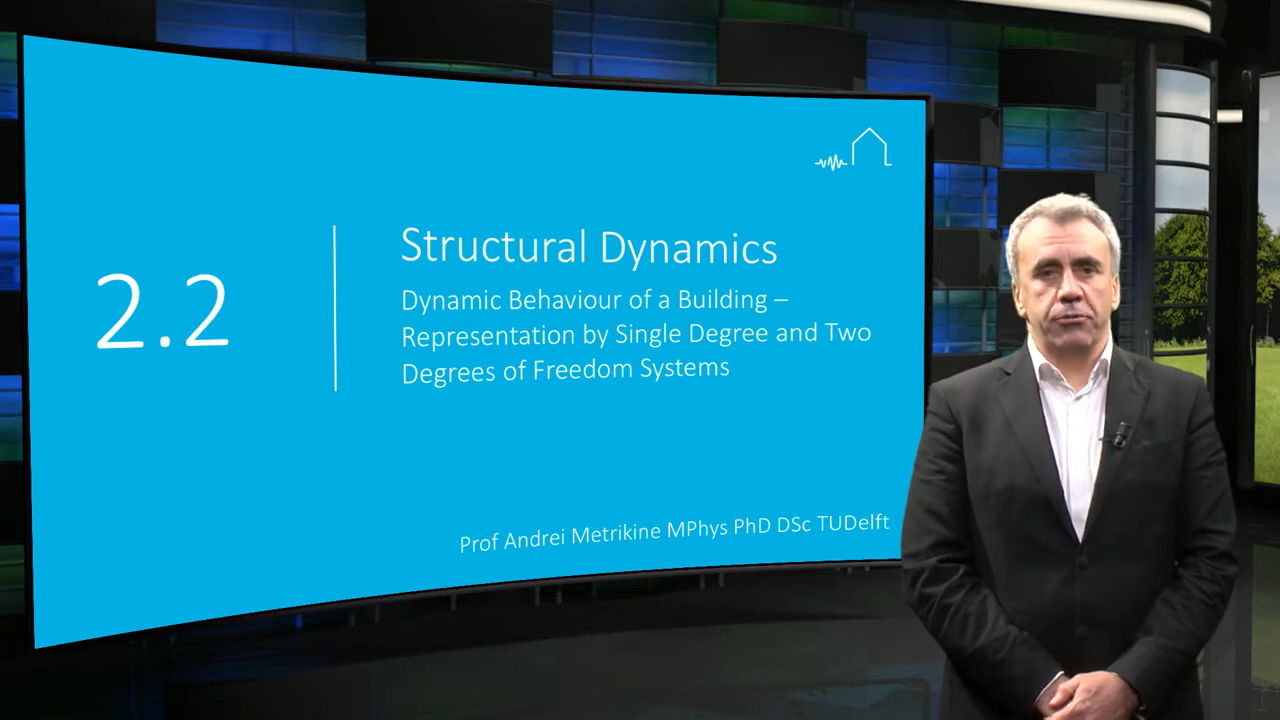 2.2
Structural Dynamics
Dynamic Behaviour of a Building –
Representation by Single Degree and Two
Degrees of Freedom Systems
Prof Andrei Metrikine MPhys PhD DSc TUDelft